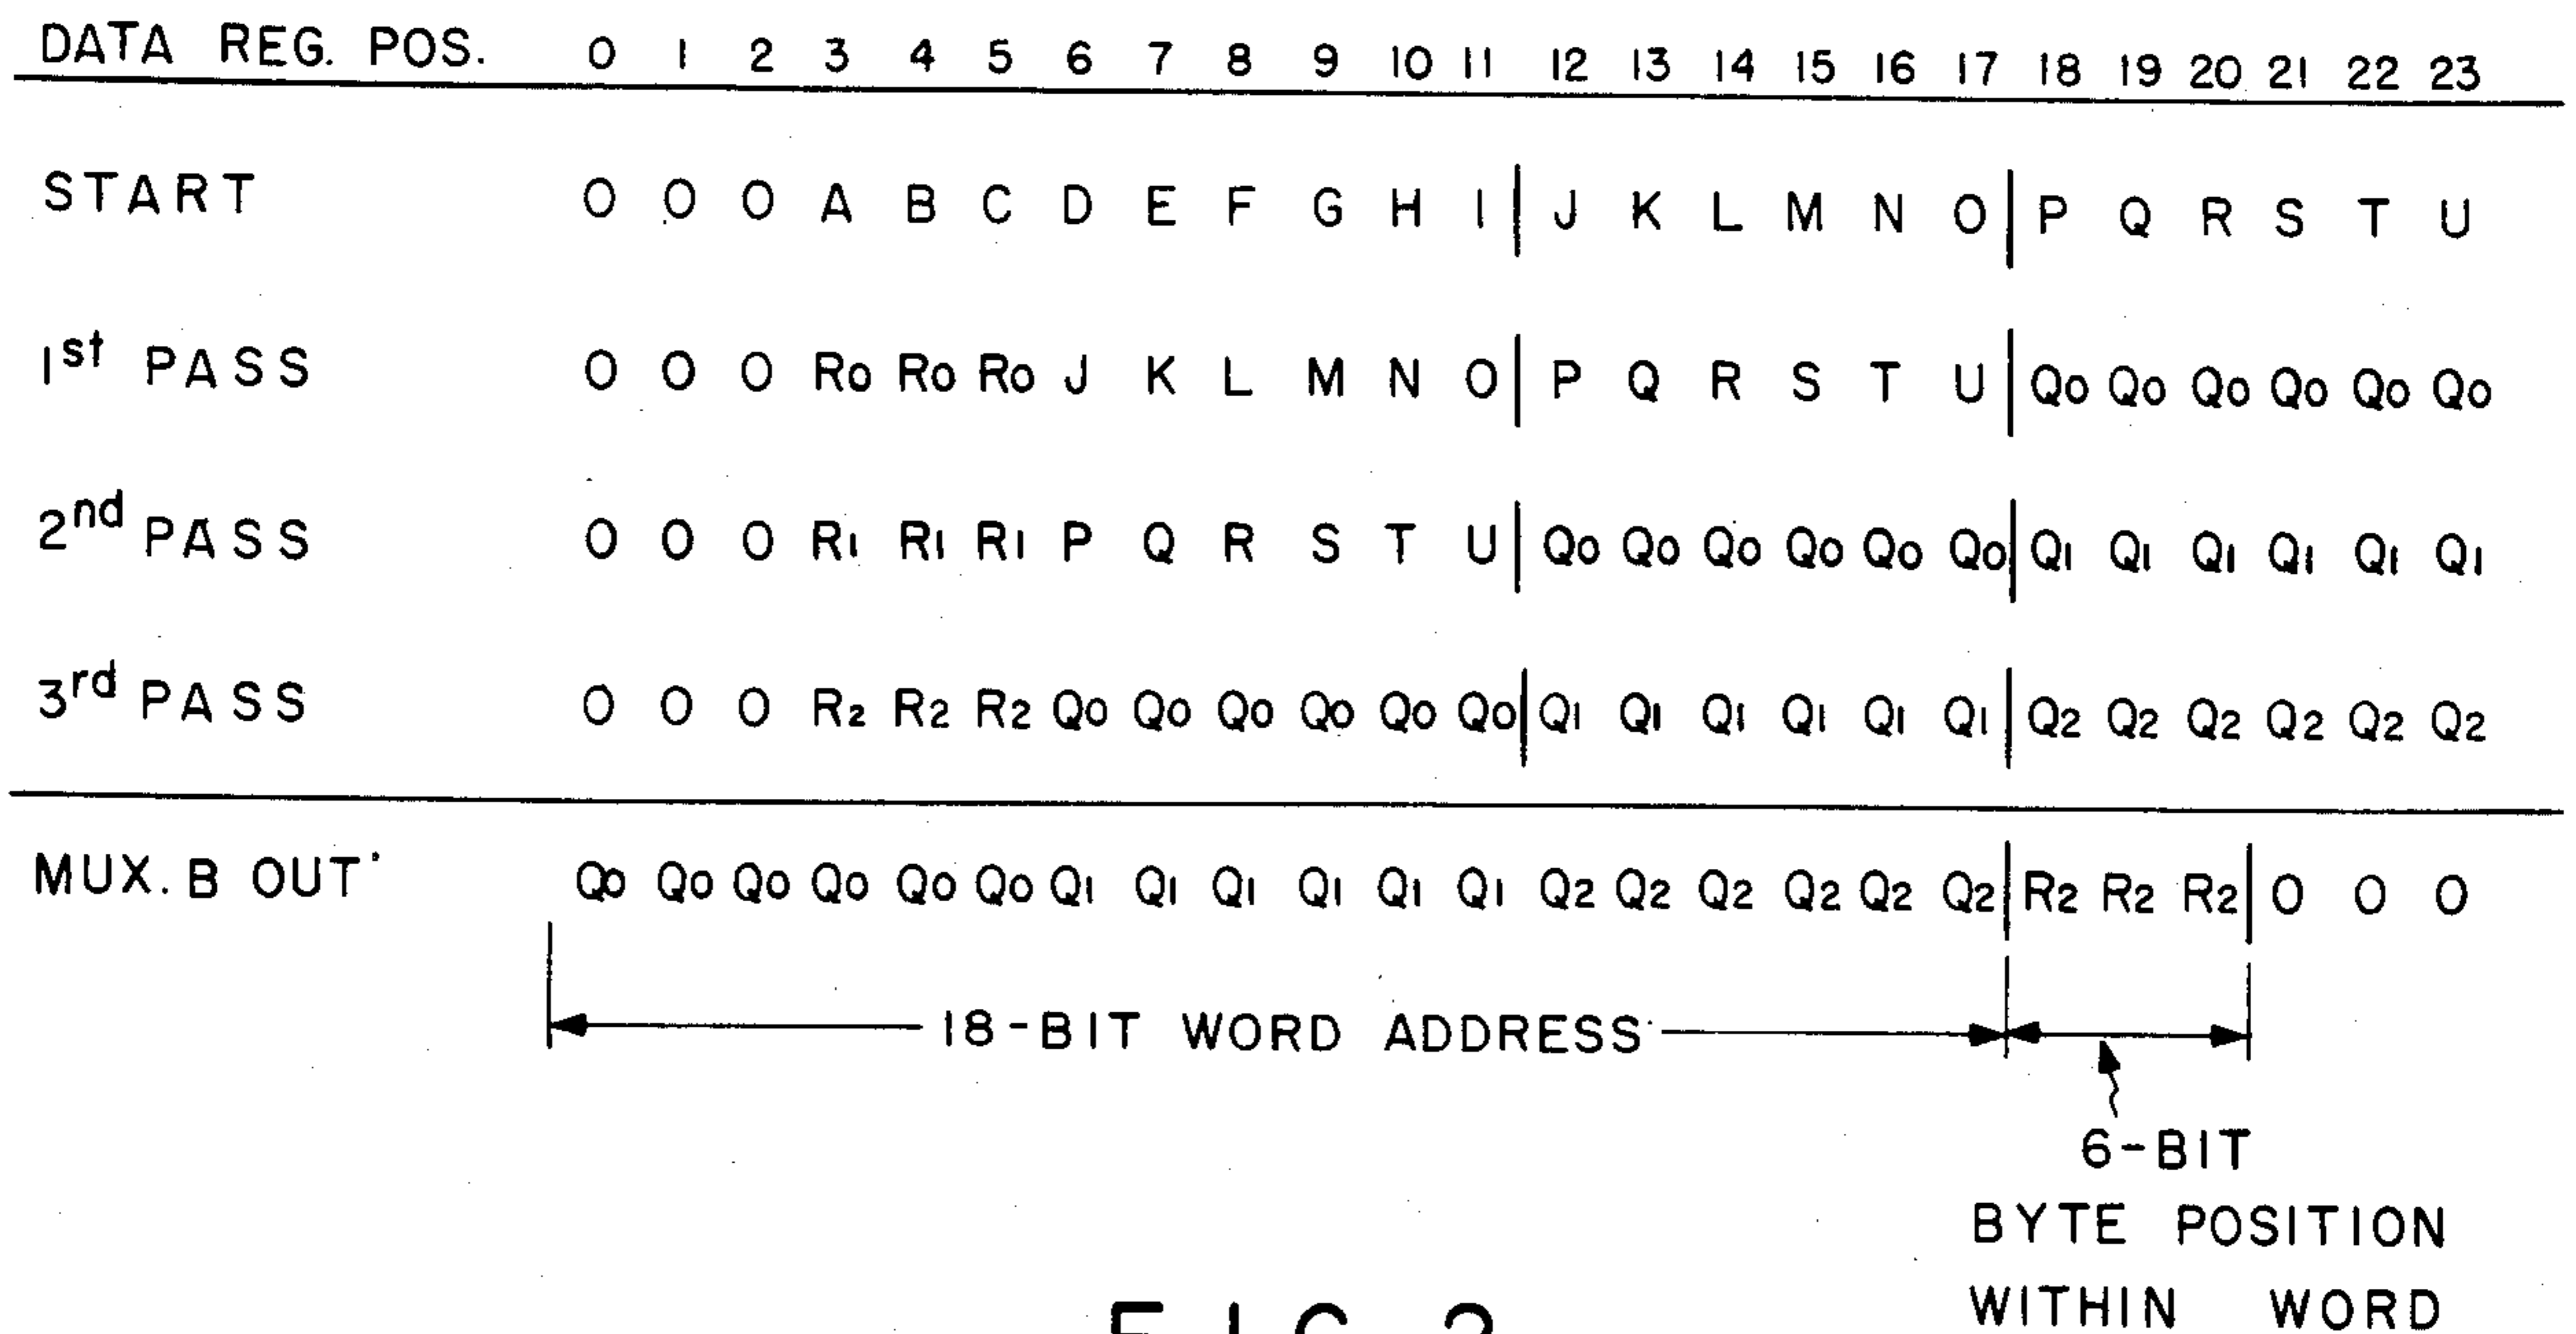 DATA REG. POS. 0 1 2 3 4 5 6 7 8 9 10 11 12 13 14 15 16 17 18 19 20 21 22 23
START 0 0 0 A B C D E F G H I J K L M N O P Q R S T U
1st PASS 0 0 0 R0 R0 R0 J K L M N O P Q R S T U Q0 Q0 Q0 Q0 Q0 Q0
2nd PASS 0 0 0 R1 R1 R1 P Q R S T U Q0 Q0 Q0 Q0 Q0 Q0 Q1 Q1 Q1 Q1 Q1 Q1
3rd PASS 0 0 0 R2 R2 R2 Q0 Q0 Q0 Q0 Q0 Q0 Q1 Q1 Q1 Q1 Q1 Q1 Q2 Q2 Q2 Q2 Q2 Q2
MUX. B OUT Q0 Q0 Q0 Q0 Q0 Q0 Q1 Q1 Q1 Q1 Q1 Q1 Q2 Q2 Q2 Q2 Q2 Q2 R2 R2 R2 0 0 0
18-BIT WORD ADDRESS
6-BIT
BYTE POSITION
WITHIN WORD